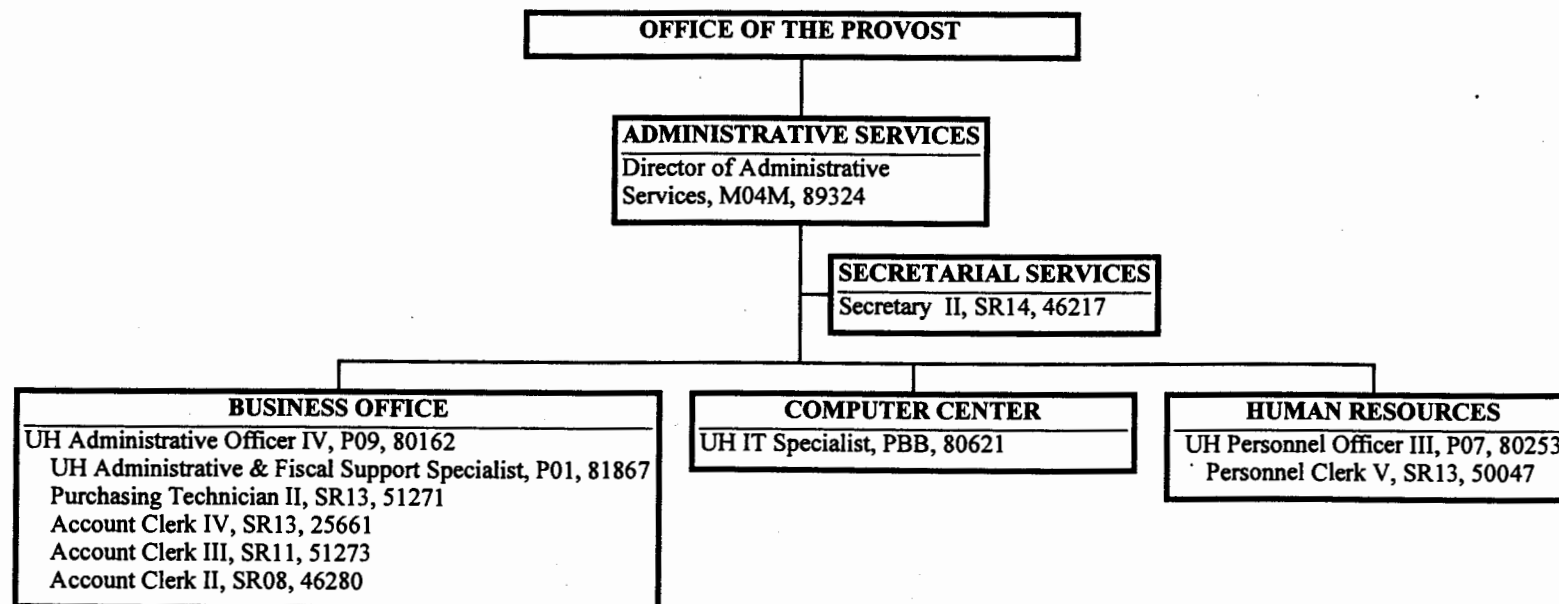 OFFICE OF THE PROVOST
ADMINISTRATIVE SERVICES
Director of Administrative
Services, M04M, 89324
SECRETARIAL SERVICES
Secretary II, SR14, 46217
BUSINESS OFFICE
UH Administrative Officer IV, P09, 80162
UH Administrative & Fiscal Support Specialist, P01, 81867
Purchasing Technician II, SR13, 51271
Account Clerk IV, SR13, 25661
Account Clerk III, SR11, 51273
Account Clerk II, SR08, 46280
COMPUTER CENTER
UH IT Specialist, PBB, 80621
HUMAN RESOURCES
UH Personnel Officer III, P07, 80253
Personnel Clerk V, SR13, 50047